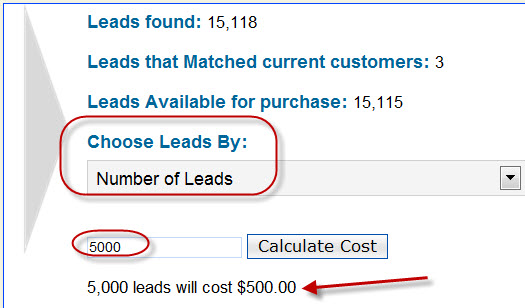 Leads found: 15,118
Leads that Matched current customers: 3
Leads Available for purchase: 15,115
Choose Leads By:
Number of Leads
5000 Calculate Cost
5,000 leads will cost $500.00